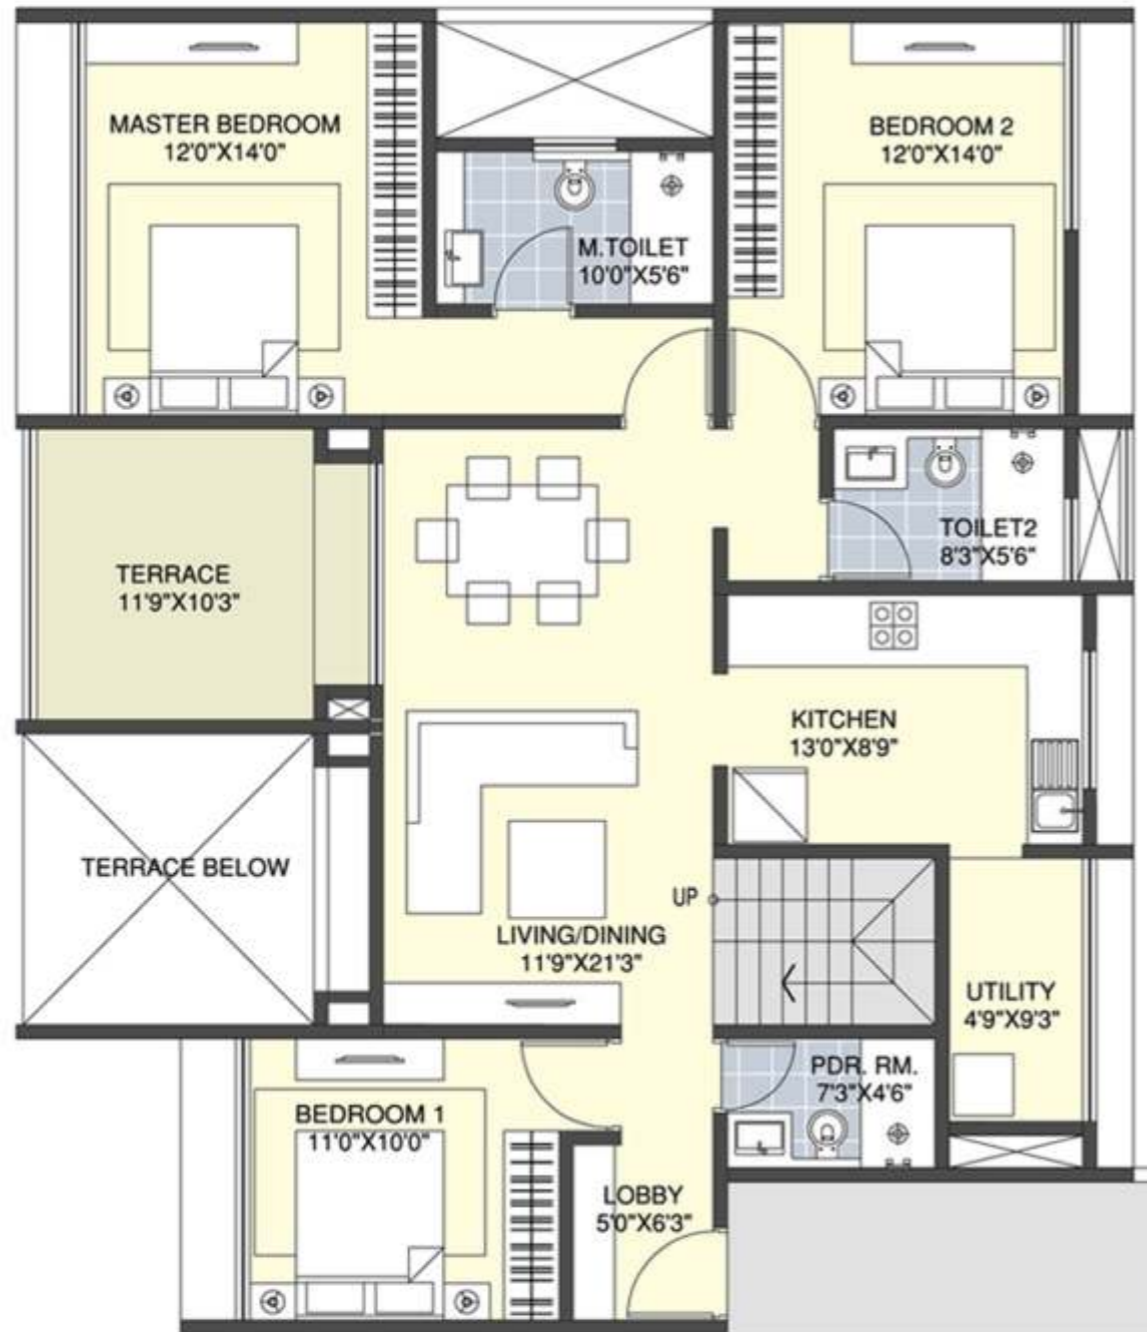 MASTER BEDROOM
12'0"X14'0"
BEDROOM 2
12'0"X14'0"
M.TOILET
10'0"X5'6"
TOILET2
8'3"X5'6"
TERRACE
11'9"X10'3"
KITCHEN
13'0"X8'9"
TERRACE BELOW
UP
LIVING/DINING
11'9"X21'3"
UTILITY
4'9"X9'3"
PDR. RM.
7'3"X4'6"
BEDROOM 1
11'0"X10'0"
LOBBY
5'0"X6'3"